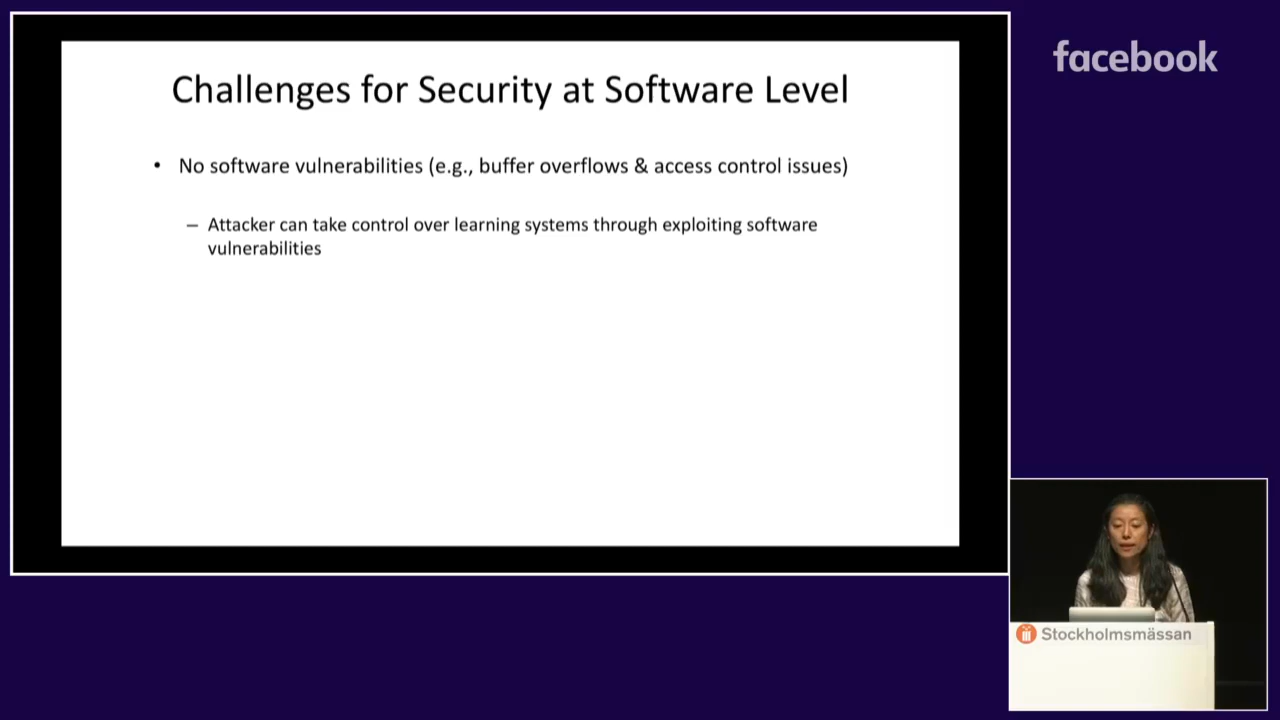 Challenges for Security at Software Level
• No software vulnerabilities (e.g., buffer overflows & access control issues)
– Attacker can take control over learning systems through exploiting software
vulnerabilities
facebook
Stockholmsmässan